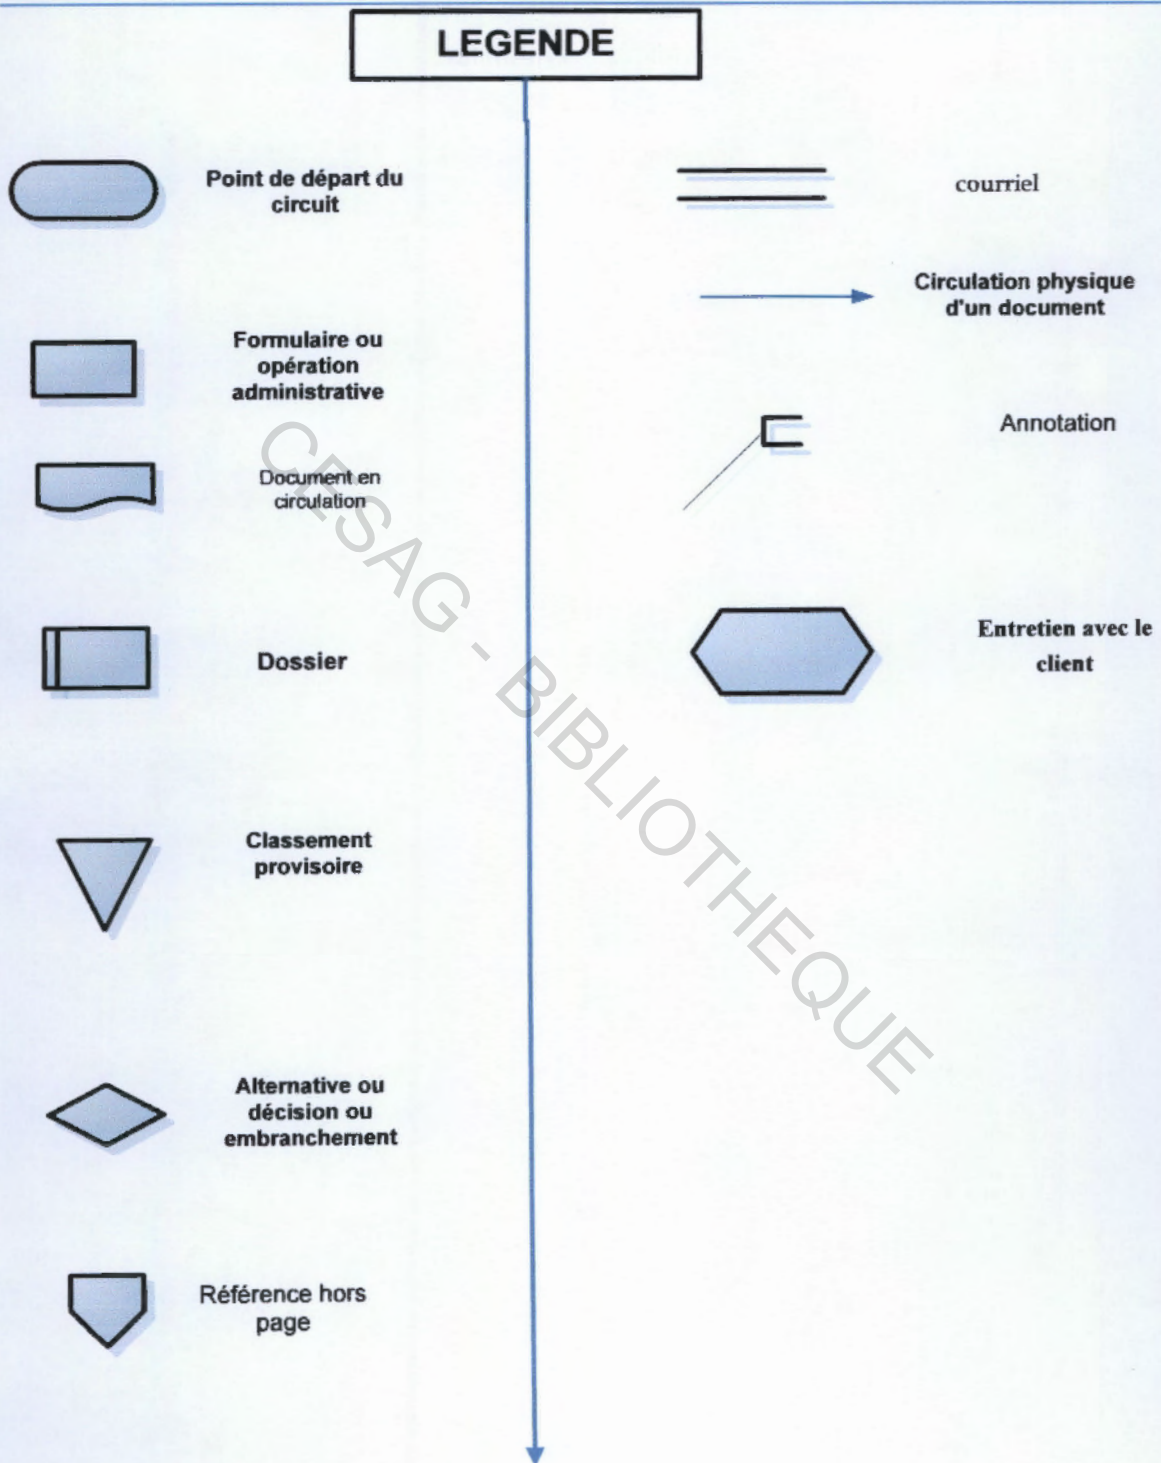 LEGENDE
Point de départ du
circuit
Formulaire ou
opération
administrative
Document en
circulation
Dossier
Classement
provisoire
Alternative ou
décision ou
embranchement
Référence hors
page
courriel
Circulation physique
d'un document
Annotation
Entretien avec le
client
CESAG - BIBLIOTHEQUE